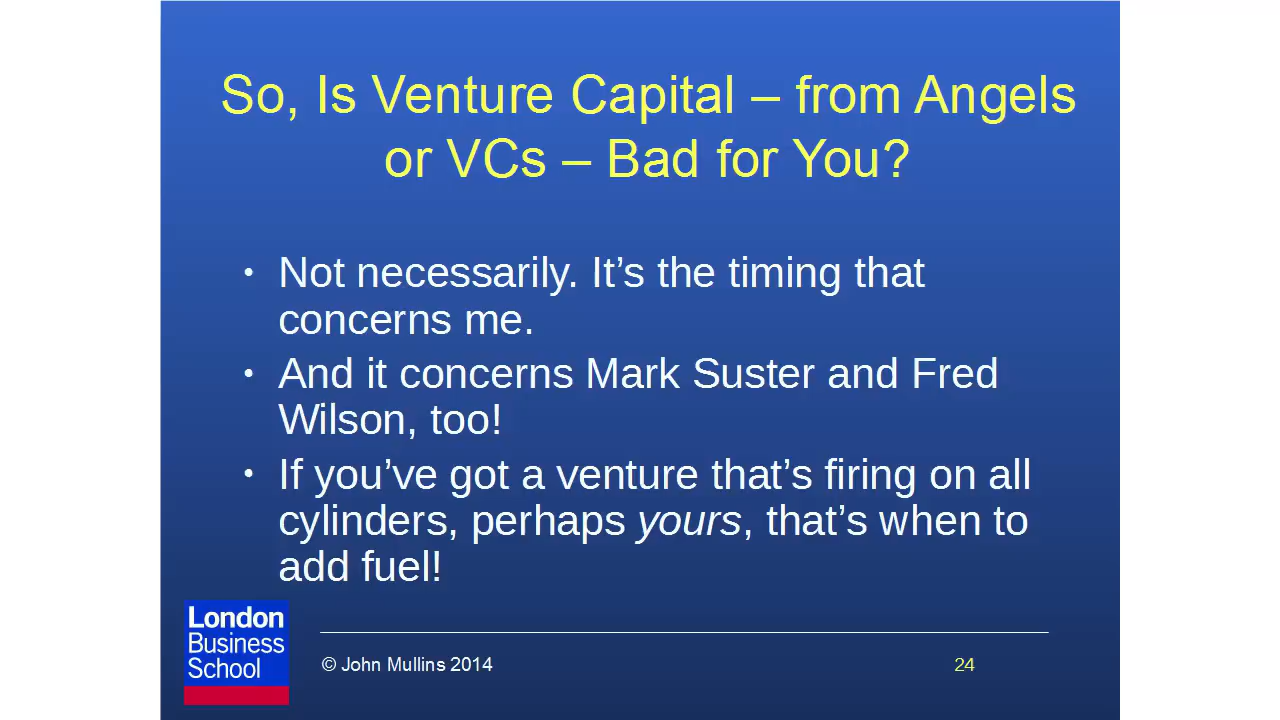 So, Is Venture Capital – from Angels
or VCs – Bad for You?
• Not necessarily. It’s the timing that
concerns me.
• And it concerns Mark Suster and Fred
Wilson, too!
• If you’ve got a venture that’s firing on all
cylinders, perhaps yours, that’s when to
add fuel!
London
Business
School
© John Mullins 2014
24